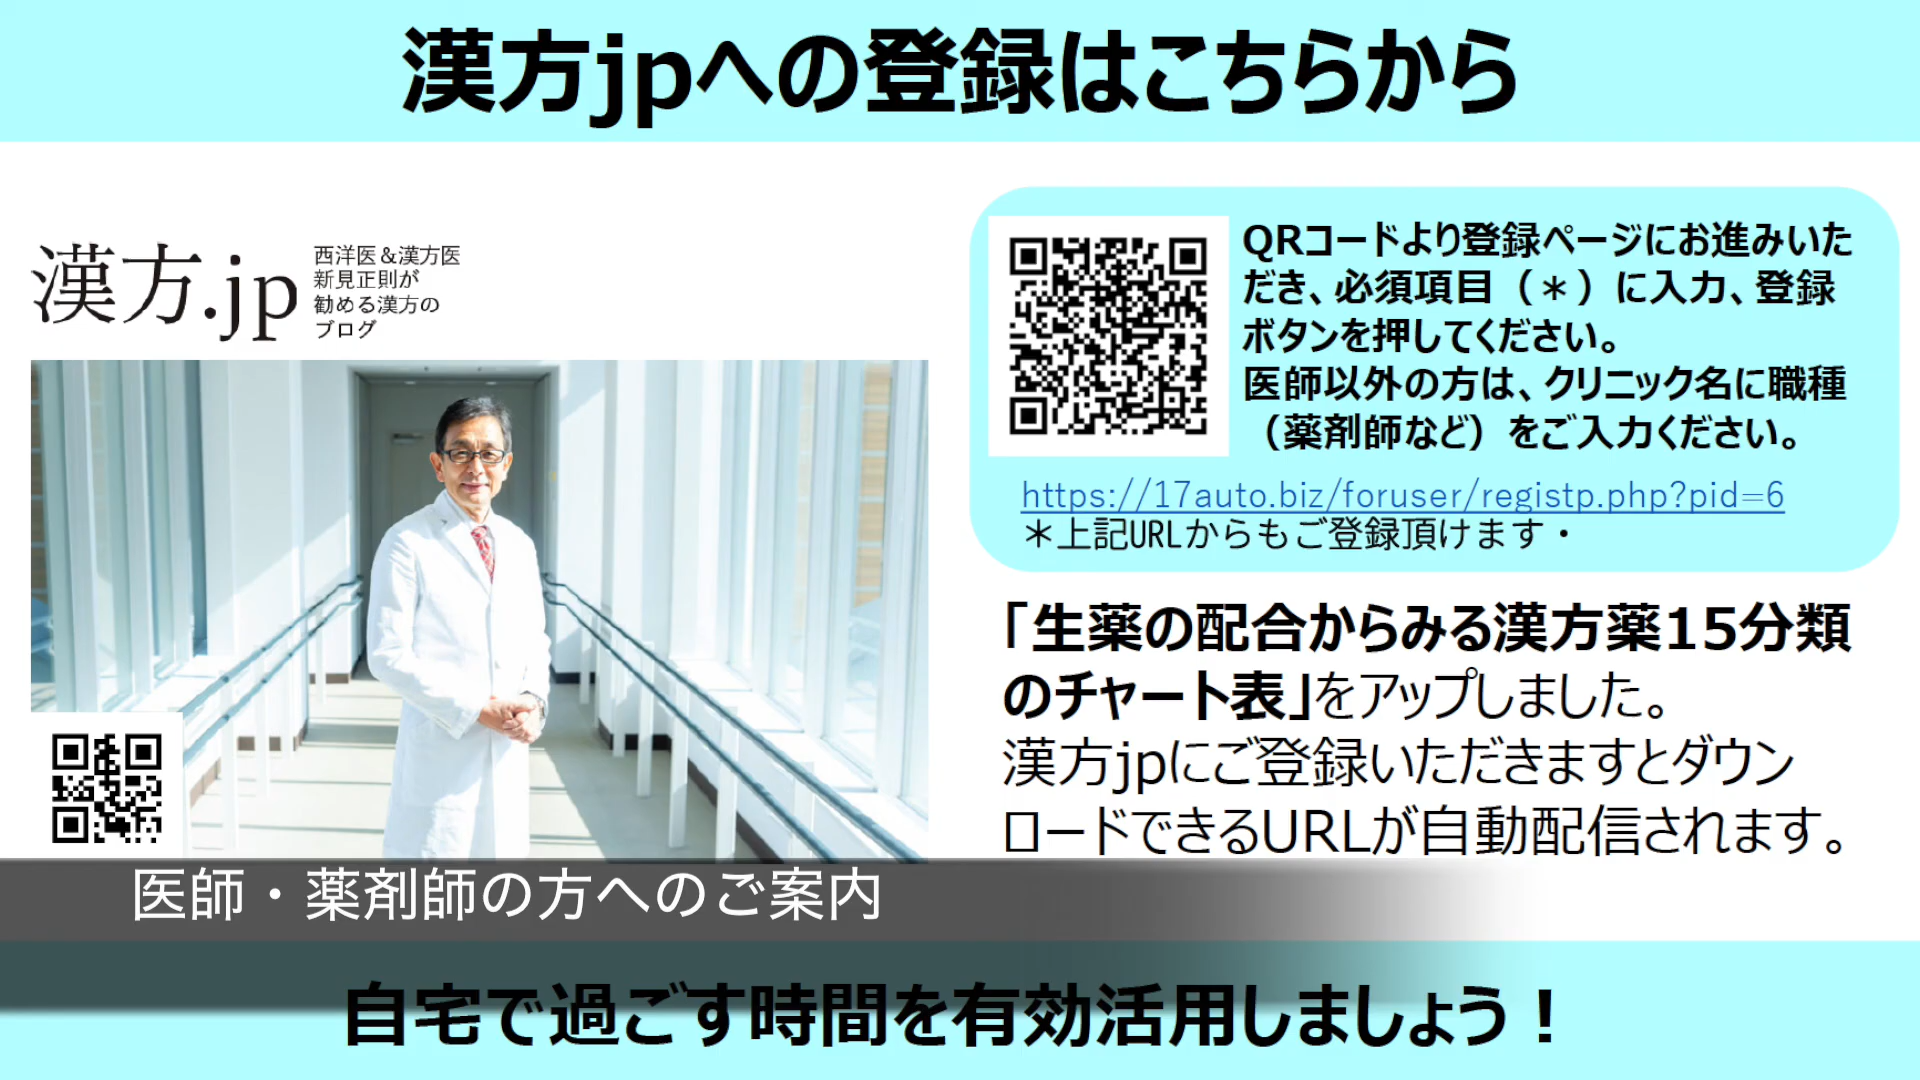 漢方jpへの登録はこちらから
漢方.jp
西洋医&漢方医
新見正則が
勧める漢方の
ブログ
QRコードより登録ページにお進みいた
だき、必須項目（＊）に入力、登録
ボタンを押してください。
医師以外の方は、クリニック名に職種
（薬剤師など）をご入力ください。
https://17auto.biz/foruser/registp.php?pid=6
＊上記URLからもご登録頂けます・
「生薬の配合からみる漢方薬15分類
のチャート表」をアップしました。
漢方jpにご登録いただきますとダウン
ロードできるURLが自動配信されます。
医師・薬剤師の方へのご案内
自宅で過ごす時間を有効活用しましょう！